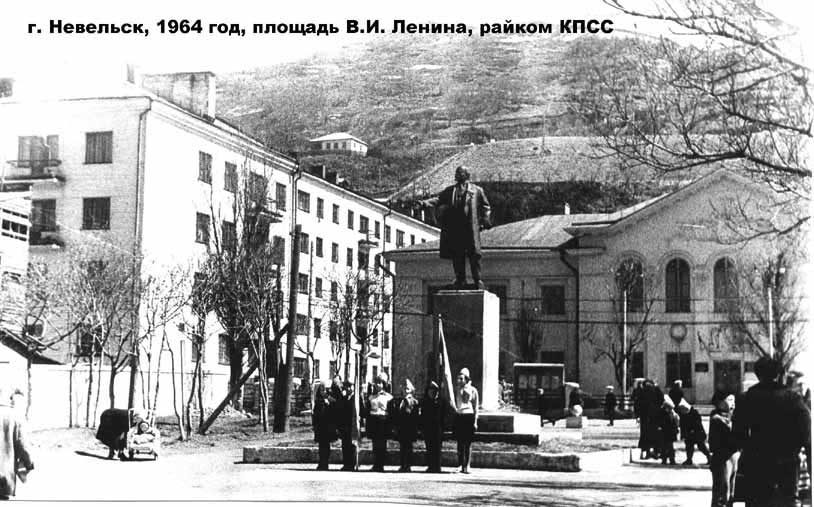 г. Невельск, 1964 год, площадь В.И. Ленина, райком КПСС